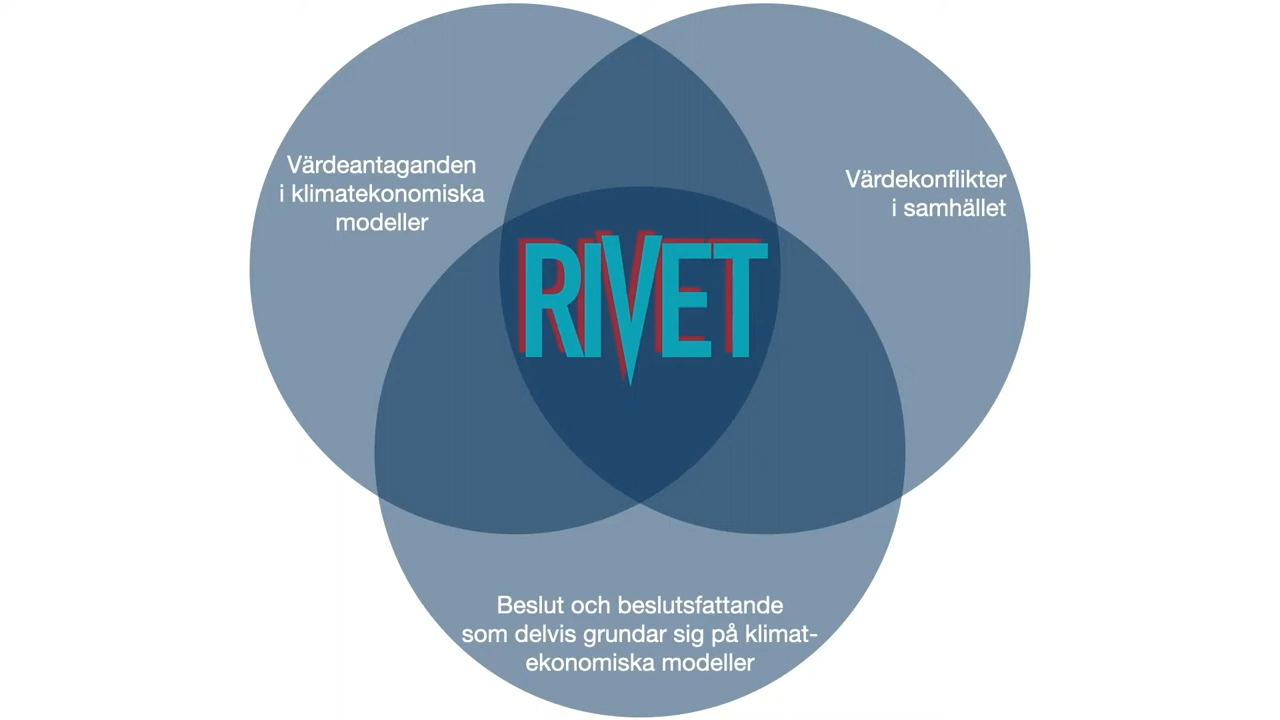 Värdeantaganden
i klimatekonomiska
modeller
Värdekonflikter
i samhället
RIVET
Beslut och beslutsfattande
som delvis grundar sig på klimat-
ekonomiska modeller